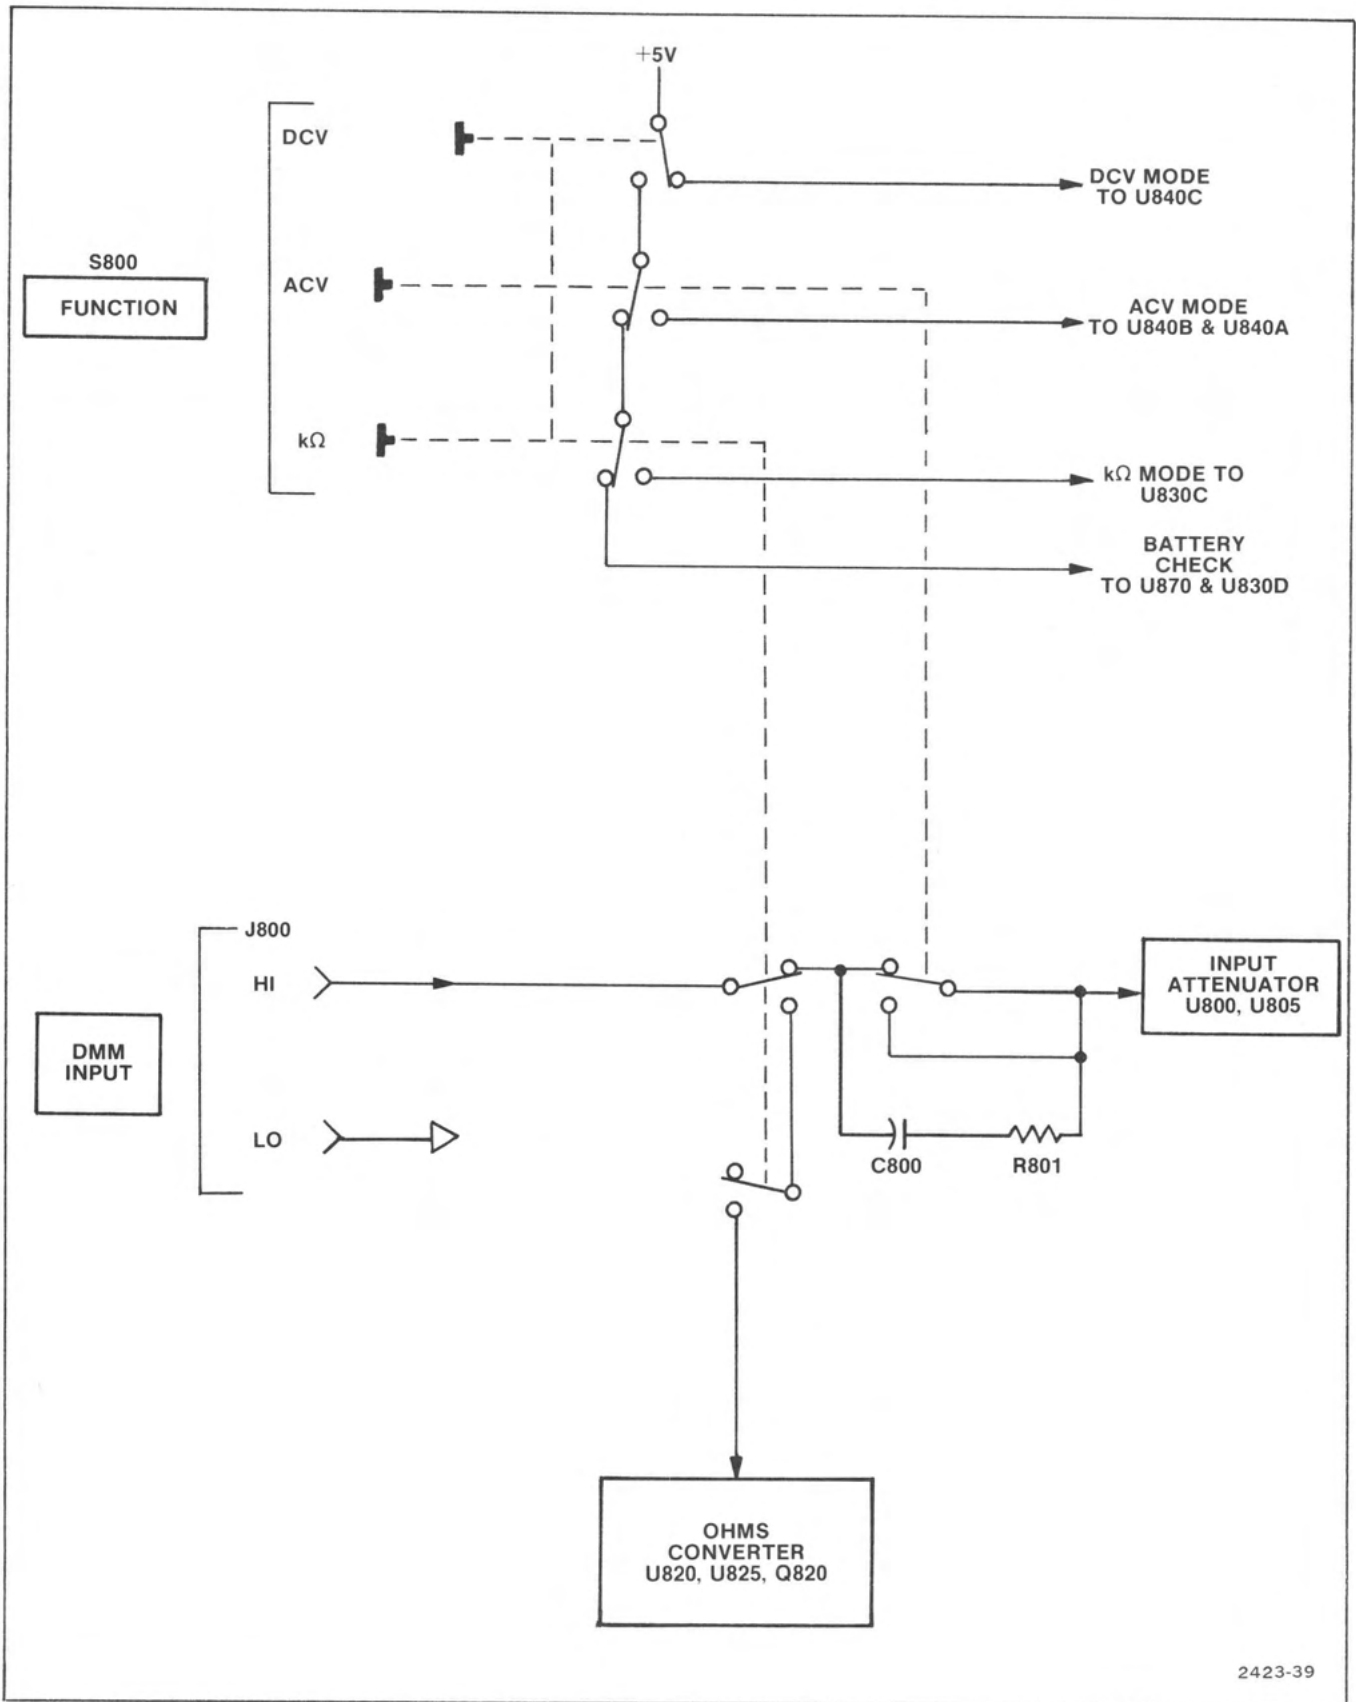 +5V
DCV
DCV MODE
TO U840C
S800
FUNCTION
ACV
ACV MODE
TO U840B & U840A
kΩ
kΩ MODE TO
U830C
BATTERY
CHECK
TO U870 & U830D
J800
HI
INPUT
ATTENUATOR
U800, U805
DMM
INPUT
LO
C800
R801
OHMS
CONVERTER
U820, U825, Q820
2423-39